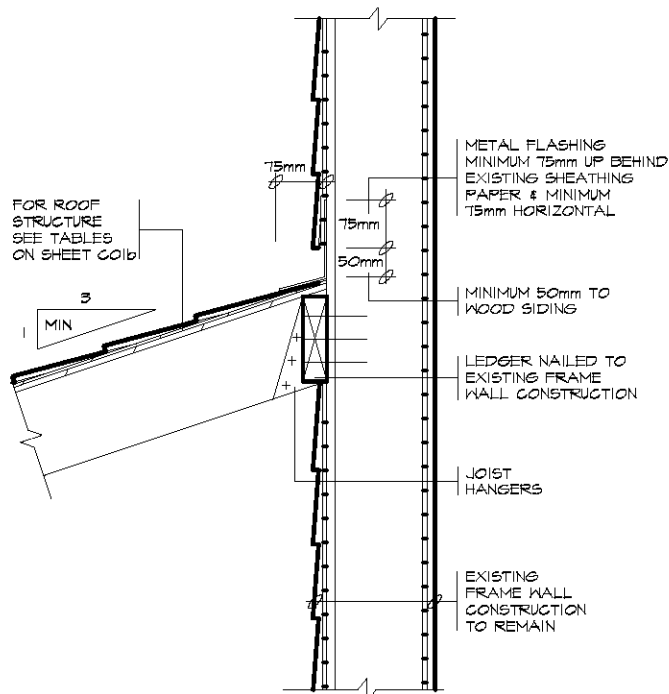 75mm
METAL FLASHING
MINIMUM 75mm UP BEHIND
EXISTING SHEATHING
PAPER & MINIMUM
75mm HORIZONTAL
FOR ROOF
STRUCTURE
SEE TABLES
ON SHEET C01b
75mm
50mm
3
1
MIN
MINIMUM 50mm TO
WOOD SIDING
LEDGER NAILED TO
EXISTING FRAME
WALL CONSTRUCTION
JOIST
HANGERS
EXISTING
FRAME WALL
CONSTRUCTION
TO REMAIN